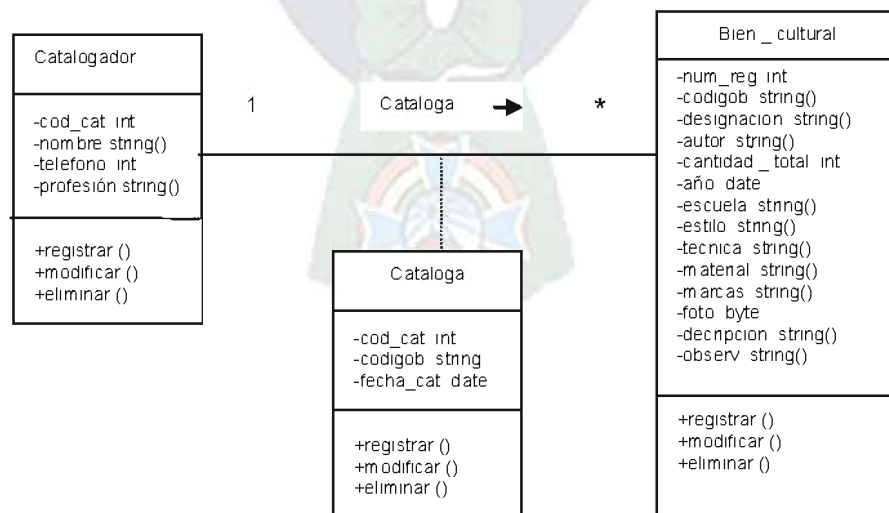 Catalogador
-cod_cat int
-nombre string()
-telefono int
-profesión string()
+registrar ()
+modificar ()
+eliminar ()
1
Cataloga
*
Cataloga
-cod_cat int
-codigob string
-fecha_cat date
+registrar ()
+modificar ()
+eliminar ()
Bien _ cultural
-num_reg int
-codigob string()
-designacion string()
-autor string()
-cantidad _ total int
-año date
-escuela string()
-estilo string()
-tecnica string()
-material string()
-marcas string()
-foto byte
-decripcion string()
-observ string()
+registrar ()
+modificar ()
+eliminar ()